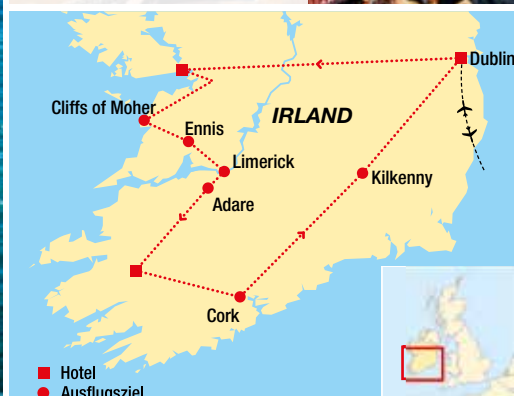 Dublin
Cliffs of Moher
IRLAND
Ennis
Limerick
Kilkenny
Adare
Cork
Hotel
Ausflugsziel